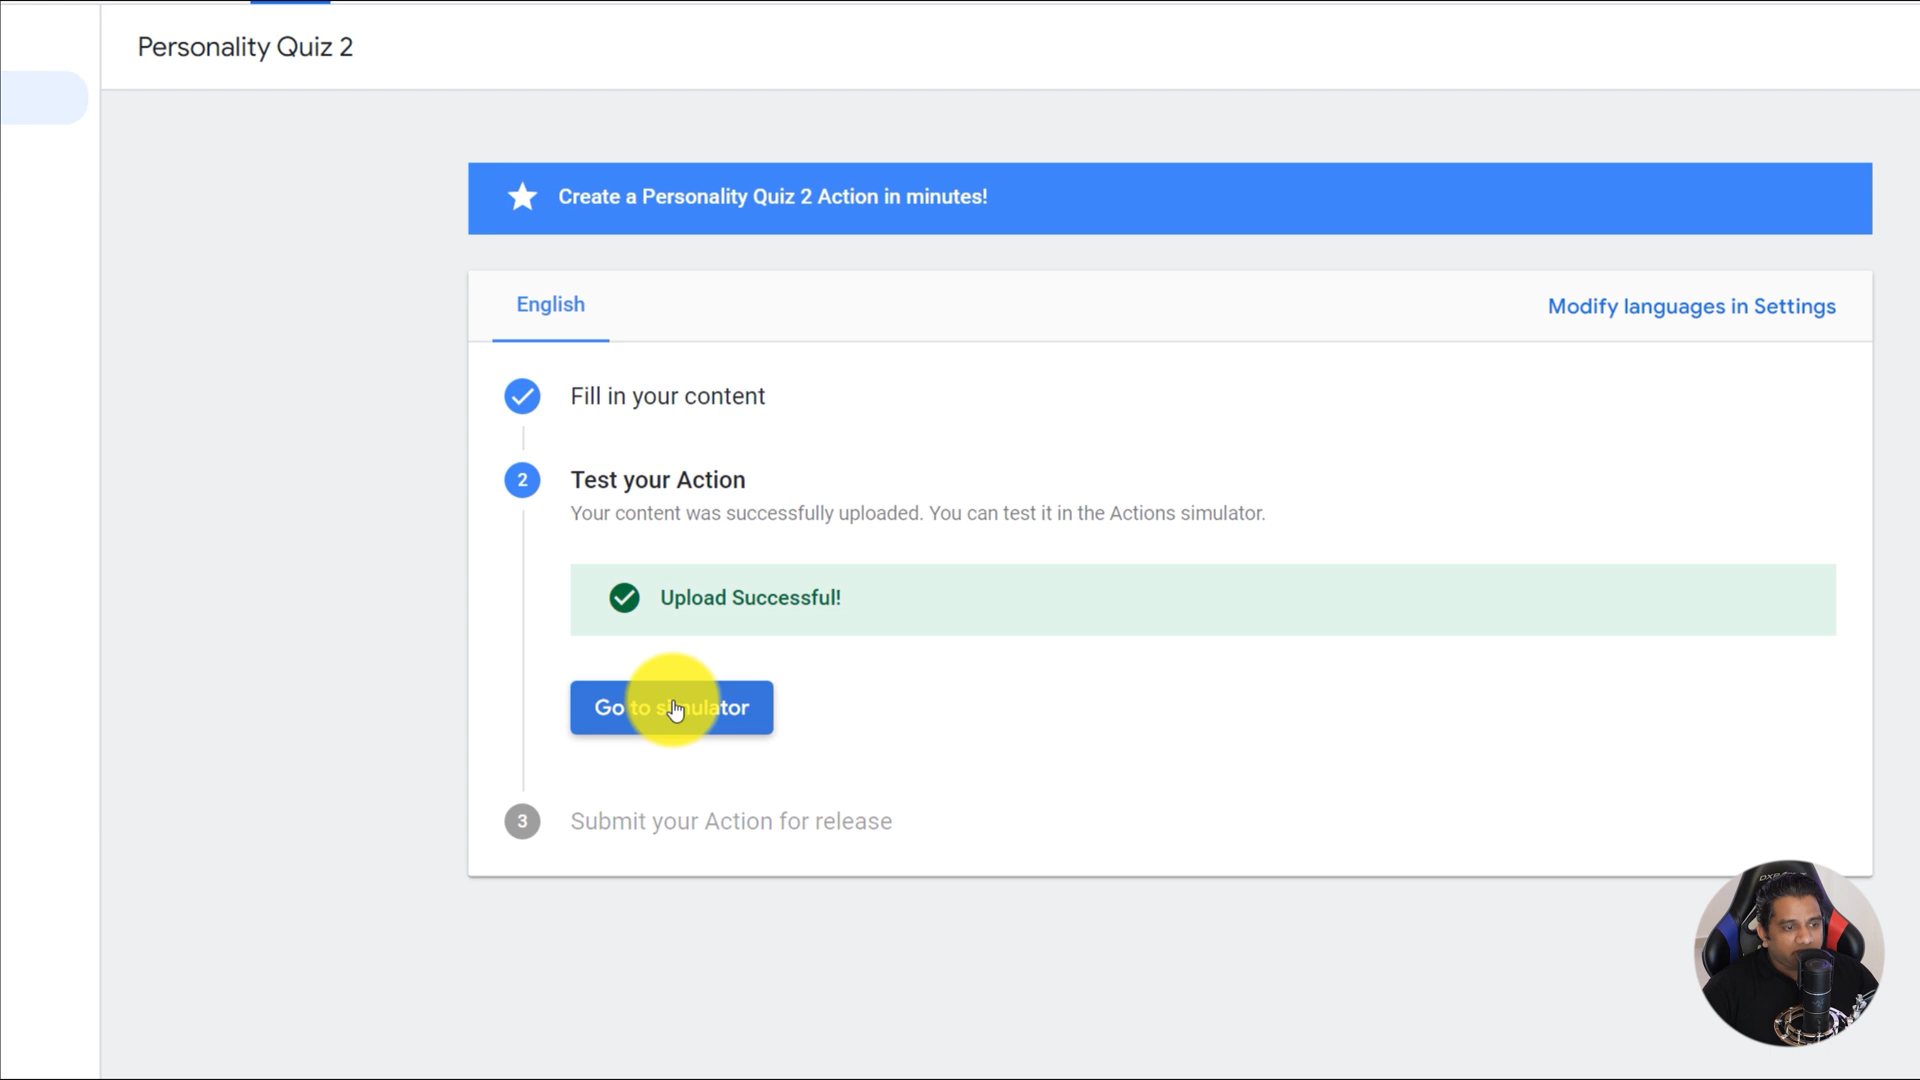 Personality Quiz 2
Create a Personality Quiz 2 Action in minutes!
English
Modify languages in Settings
Fill in your content
2
Test your Action
Your content was successfully uploaded. You can test it in the Actions simulator.
Upload Successful!
Go to simulator
3
Submit your Action for release